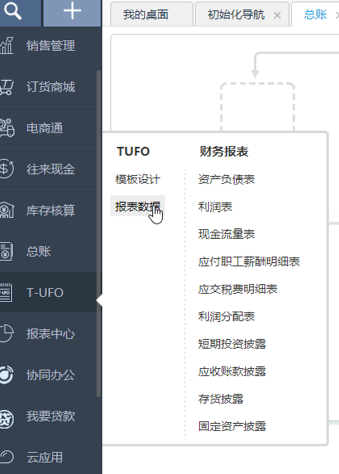 我的桌面
初始化导航 ×
总账
销售管理
订货商城
电商通
往来现金
库存核算
总账
T-UFO
报表中心
协同办公
我要贷款
云应用
TUFO
模板设计
报表数据
财务报表
资产负债表
利润表
现金流量表
应付职工薪酬明细表
应交税费明细表
利润分配表
短期投资披露
应收账款披露
存货披露
固定资产披露